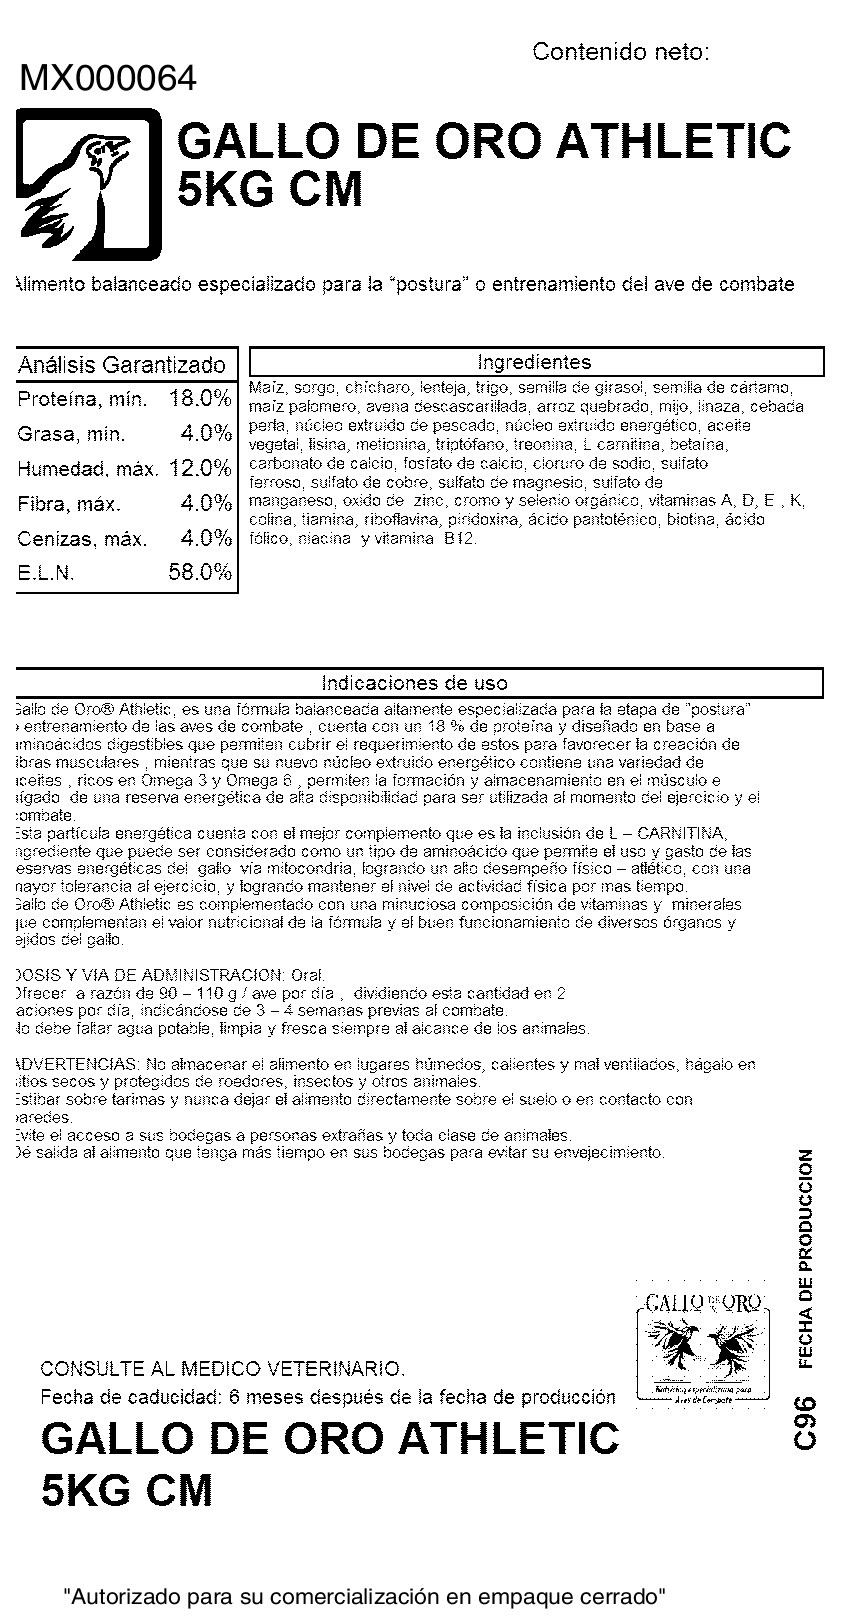 Contenido neto:
MX000064
GALLO DE ORO ATHLETIC
5KG CM
Alimento balanceado especializado para la “postura” o entrenamiento del ave de combate
Análisis Garantizado
Proteína, mín. 18.0%
Grasa, mín. 4.0%
Humedad, máx. 12.0%
Fibra, máx. 4.0%
Cenizas, máx. 4.0%
E.L.N. 58.0%
Ingredientes
Maíz, sorgo, chícharo, lenteja, trigo, semilla de girasol, semilla de cártamo,
maíz palomero, avena descascarillada, arroz quebrado, mijo, linaza, cebada
perla, núcleo extruido de pescado, núcleo extruido energético, aceite
vegetal, lisina, metionina, triptófano, treonina, L carnitina, betaína,
carbonato de calcio, fosfato de calcio, cloruro de sodio, sulfato
ferroso, sulfato de cobre, sulfato de magnesio, sulfato de
manganeso, oxido de zinc, cromo y selenio orgánico, vitaminas A, D, E , K,
colina, tiamina, riboflavina, piridoxina, ácido pantoténico, biotina, ácido
fólico, niacina y vitamina B12.
Indicaciones de uso
Gallo de Oro® Athletic, es una fórmula balanceada altamente especializada para la etapa de “postura”
o entrenamiento de las aves de combate , cuenta con un 18 % de proteína y diseñado en base a
aminoácidos digestibles que permiten cubrir el requerimiento de estos para favorecer la creación de
fibras musculares , mientras que su nuevo núcleo extruido energético contiene una variedad de
aceites , ricos en Omega 3 y Omega 6 , permiten la formación y almacenamiento en el músculo e
hígado de una reserva energética de alta disponibilidad para ser utilizada al momento del ejercicio y el
combate.
Esta partícula energética cuenta con el mejor complemento que es la inclusión de L – CARNITINA,
ingrediente que puede ser considerado como un tipo de aminoácido que permite el uso y gasto de las
reservas energéticas del gallo vía mitocondria, logrando un alto desempeño físico – atlético, con una
mayor tolerancia al ejercicio, y logrando mantener el nivel de actividad física por mas tiempo.
Gallo de Oro® Athletic es complementado con una minuciosa composición de vitaminas y minerales
que complementan el valor nutricional de la fórmula y el buen funcionamiento de diversos órganos y
tejidos del gallo.
DOSIS Y VIA DE ADMINISTRACION: Oral.
Ofrecer a razón de 90 – 110 g / ave por día , dividiendo esta cantidad en 2
raciones por día, indicándose de 3 – 4 semanas previas al combate.
No debe faltar agua potable, limpia y fresca siempre al alcance de los animales.
ADVERTENCIAS: No almacenar el alimento en lugares húmedos, calientes y mal ventilados, hágalo en
sitios secos y protegidos de roedores, insectos y otros animales.
Estibar sobre tarimas y nunca dejar el alimento directamente sobre el suelo o en contacto con
paredes.
Evite el acceso a sus bodegas a personas extrañas y toda clase de animales.
Dé salida al alimento que tenga más tiempo en sus bodegas para evitar su envejecimiento.
C96 FECHA DE PRODUCCION
GALLO DE ORO
Nutrición especializada para
Aves de Combate
CONSULTE AL MEDICO VETERINARIO.
Fecha de caducidad: 6 meses después de la fecha de producción
GALLO DE ORO ATHLETIC
5KG CM
"Autorizado para su comercialización en empaque cerrado"